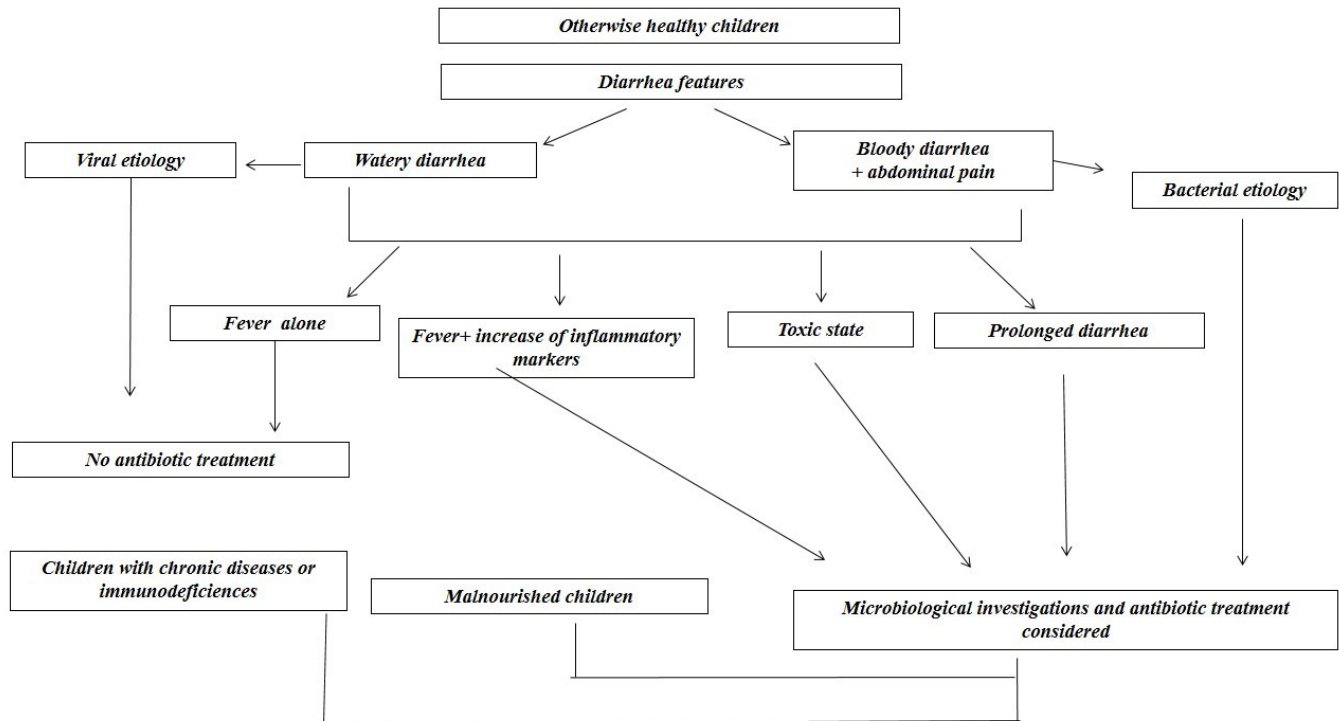 Otherwise healthy children
Diarrhea features
Viral etiology
Watery diarrhea
Bloody diarrhea
+ abdominal pain
Bacterial etiology
Fever alone
Fever+ increase of inflammatory
markers
Toxic state
Prolonged diarrhea
No antibiotic treatment
Children with chronic diseases or
immunodeficiences
Malnourished children
Microbiological investigations and antibiotic treatment
considered